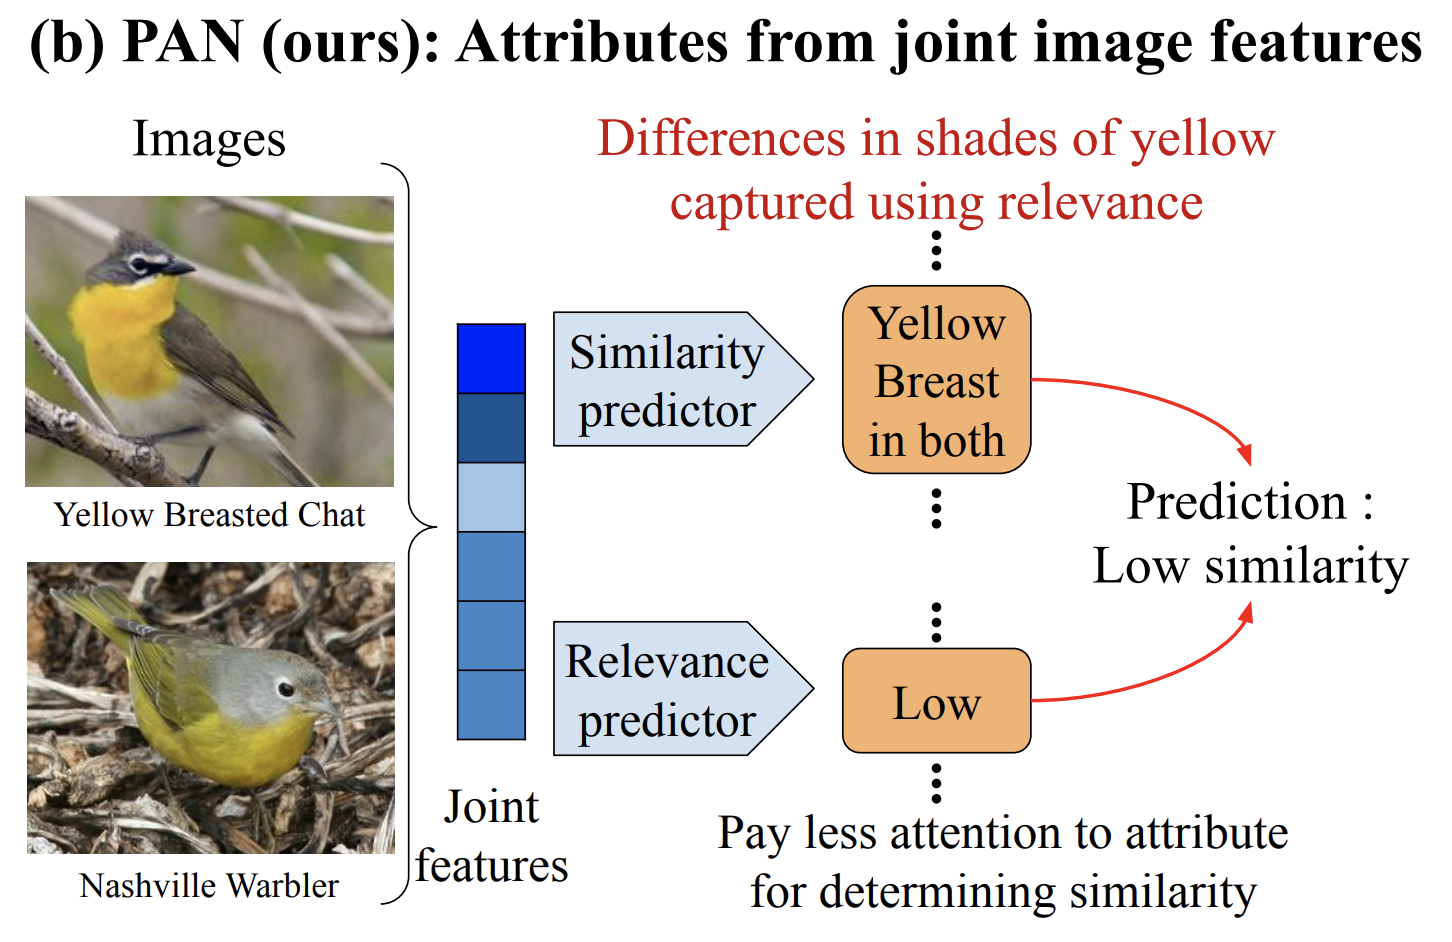 (b) PAN (ours): Attributes from joint image features
Images
Yellow Breasted Chat
Nashville Warbler
Joint
features
Differences in shades of yellow
captured using relevance
Similarity
predictor
Yellow
Breast
in both
Relevance
predictor
Low
Prediction :
Low similarity
Pay less attention to attribute
for determining similarity